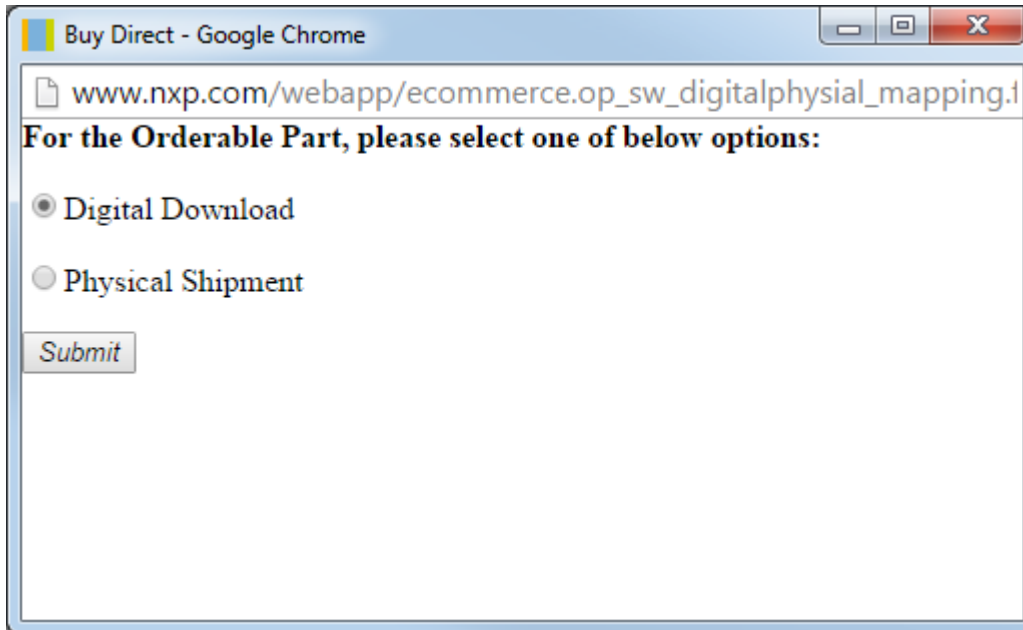 Buy Direct - Google Chrome
www.nxp.com/webapp/ecommerce.op_sw_digitalphysial_mapping.f
For the Orderable Part, please select one of below options:
Digital Download
Physical Shipment
Submit